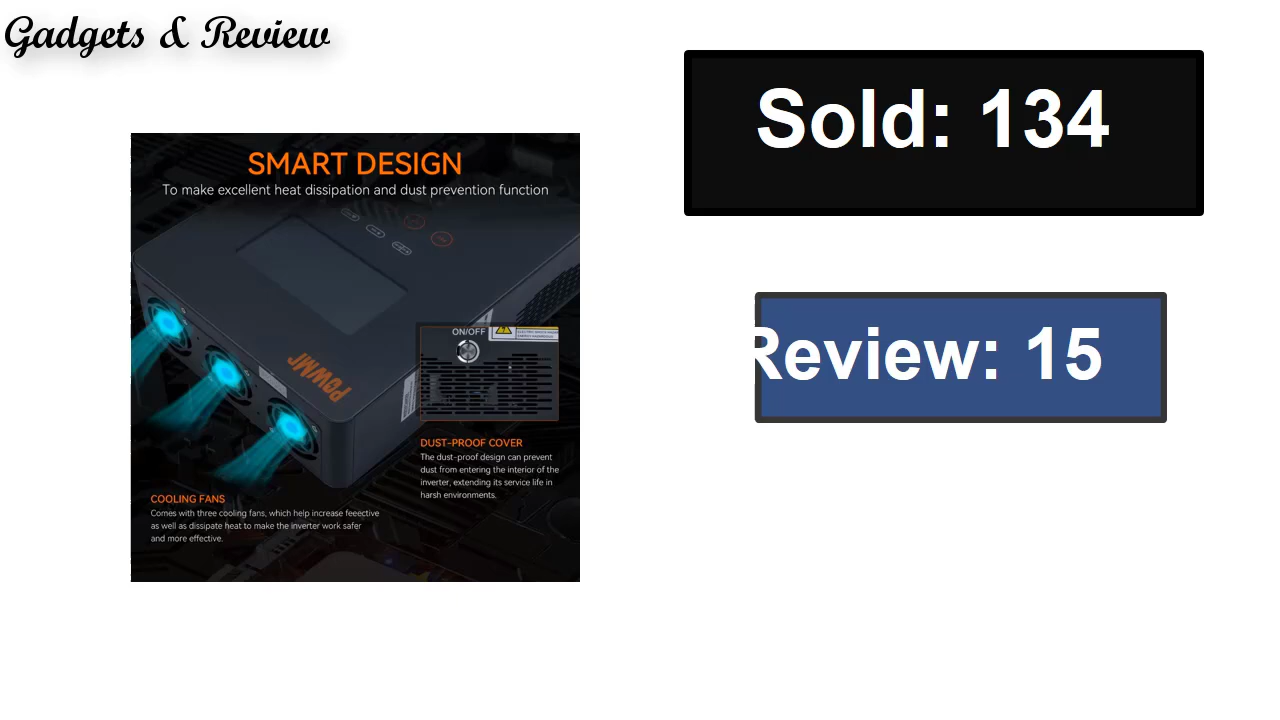 Gadgets & Review
Sold: 134
SMART DESIGN
To make excellent heat dissipation and dust prevention function
ON/OFF
POWMr
Review: 15
DUST-PROOF COVER
The dust-proof design can prevent
dust from entering the interior of the
inverter, extending its service life in
harsh environments.
COOLING FANS
Comes with three cooling fans, which help increase feeective
as well as dissipate heat to make the inverter work safer
and more effective.